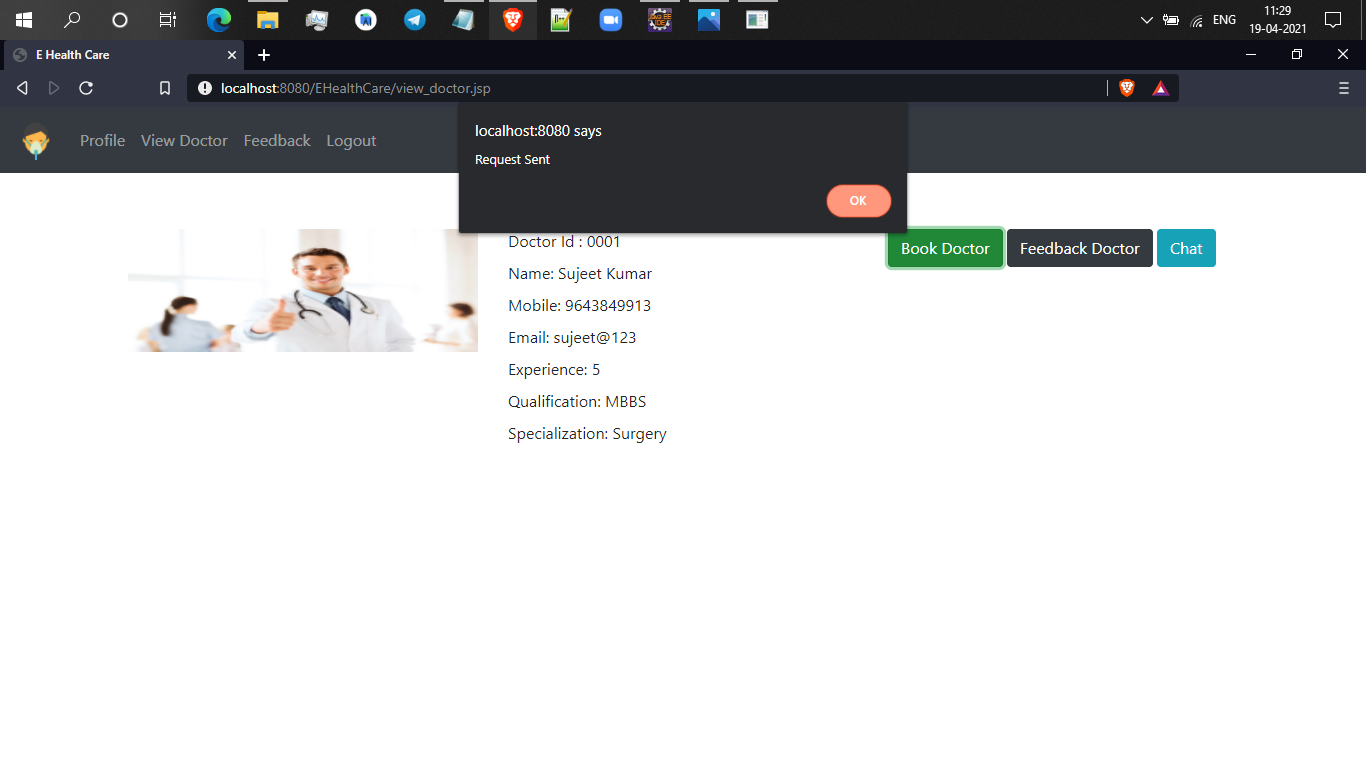 ENG
11:29
19-04-2021
E Health Care
localhost:8080/EHealthCare/view_doctor.jsp
Profile View Doctor Feedback Logout
localhost:8080 says
Request Sent
OK
Doctor Id : 0001
Name: Sujeet Kumar
Mobile: 9643849913
Email: sujeet@123
Experience: 5
Qualification: MBBS
Specialization: Surgery
Book Doctor Feedback Doctor Chat